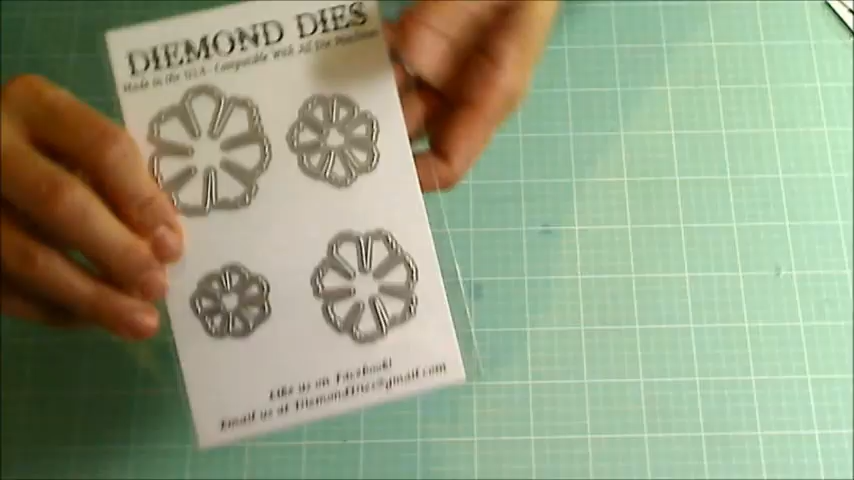 DIEMOND DIES
Made in the USA - Compatible With All Die Machines
Like us on Facebook!
Email us at DiemondDies@gmail.com